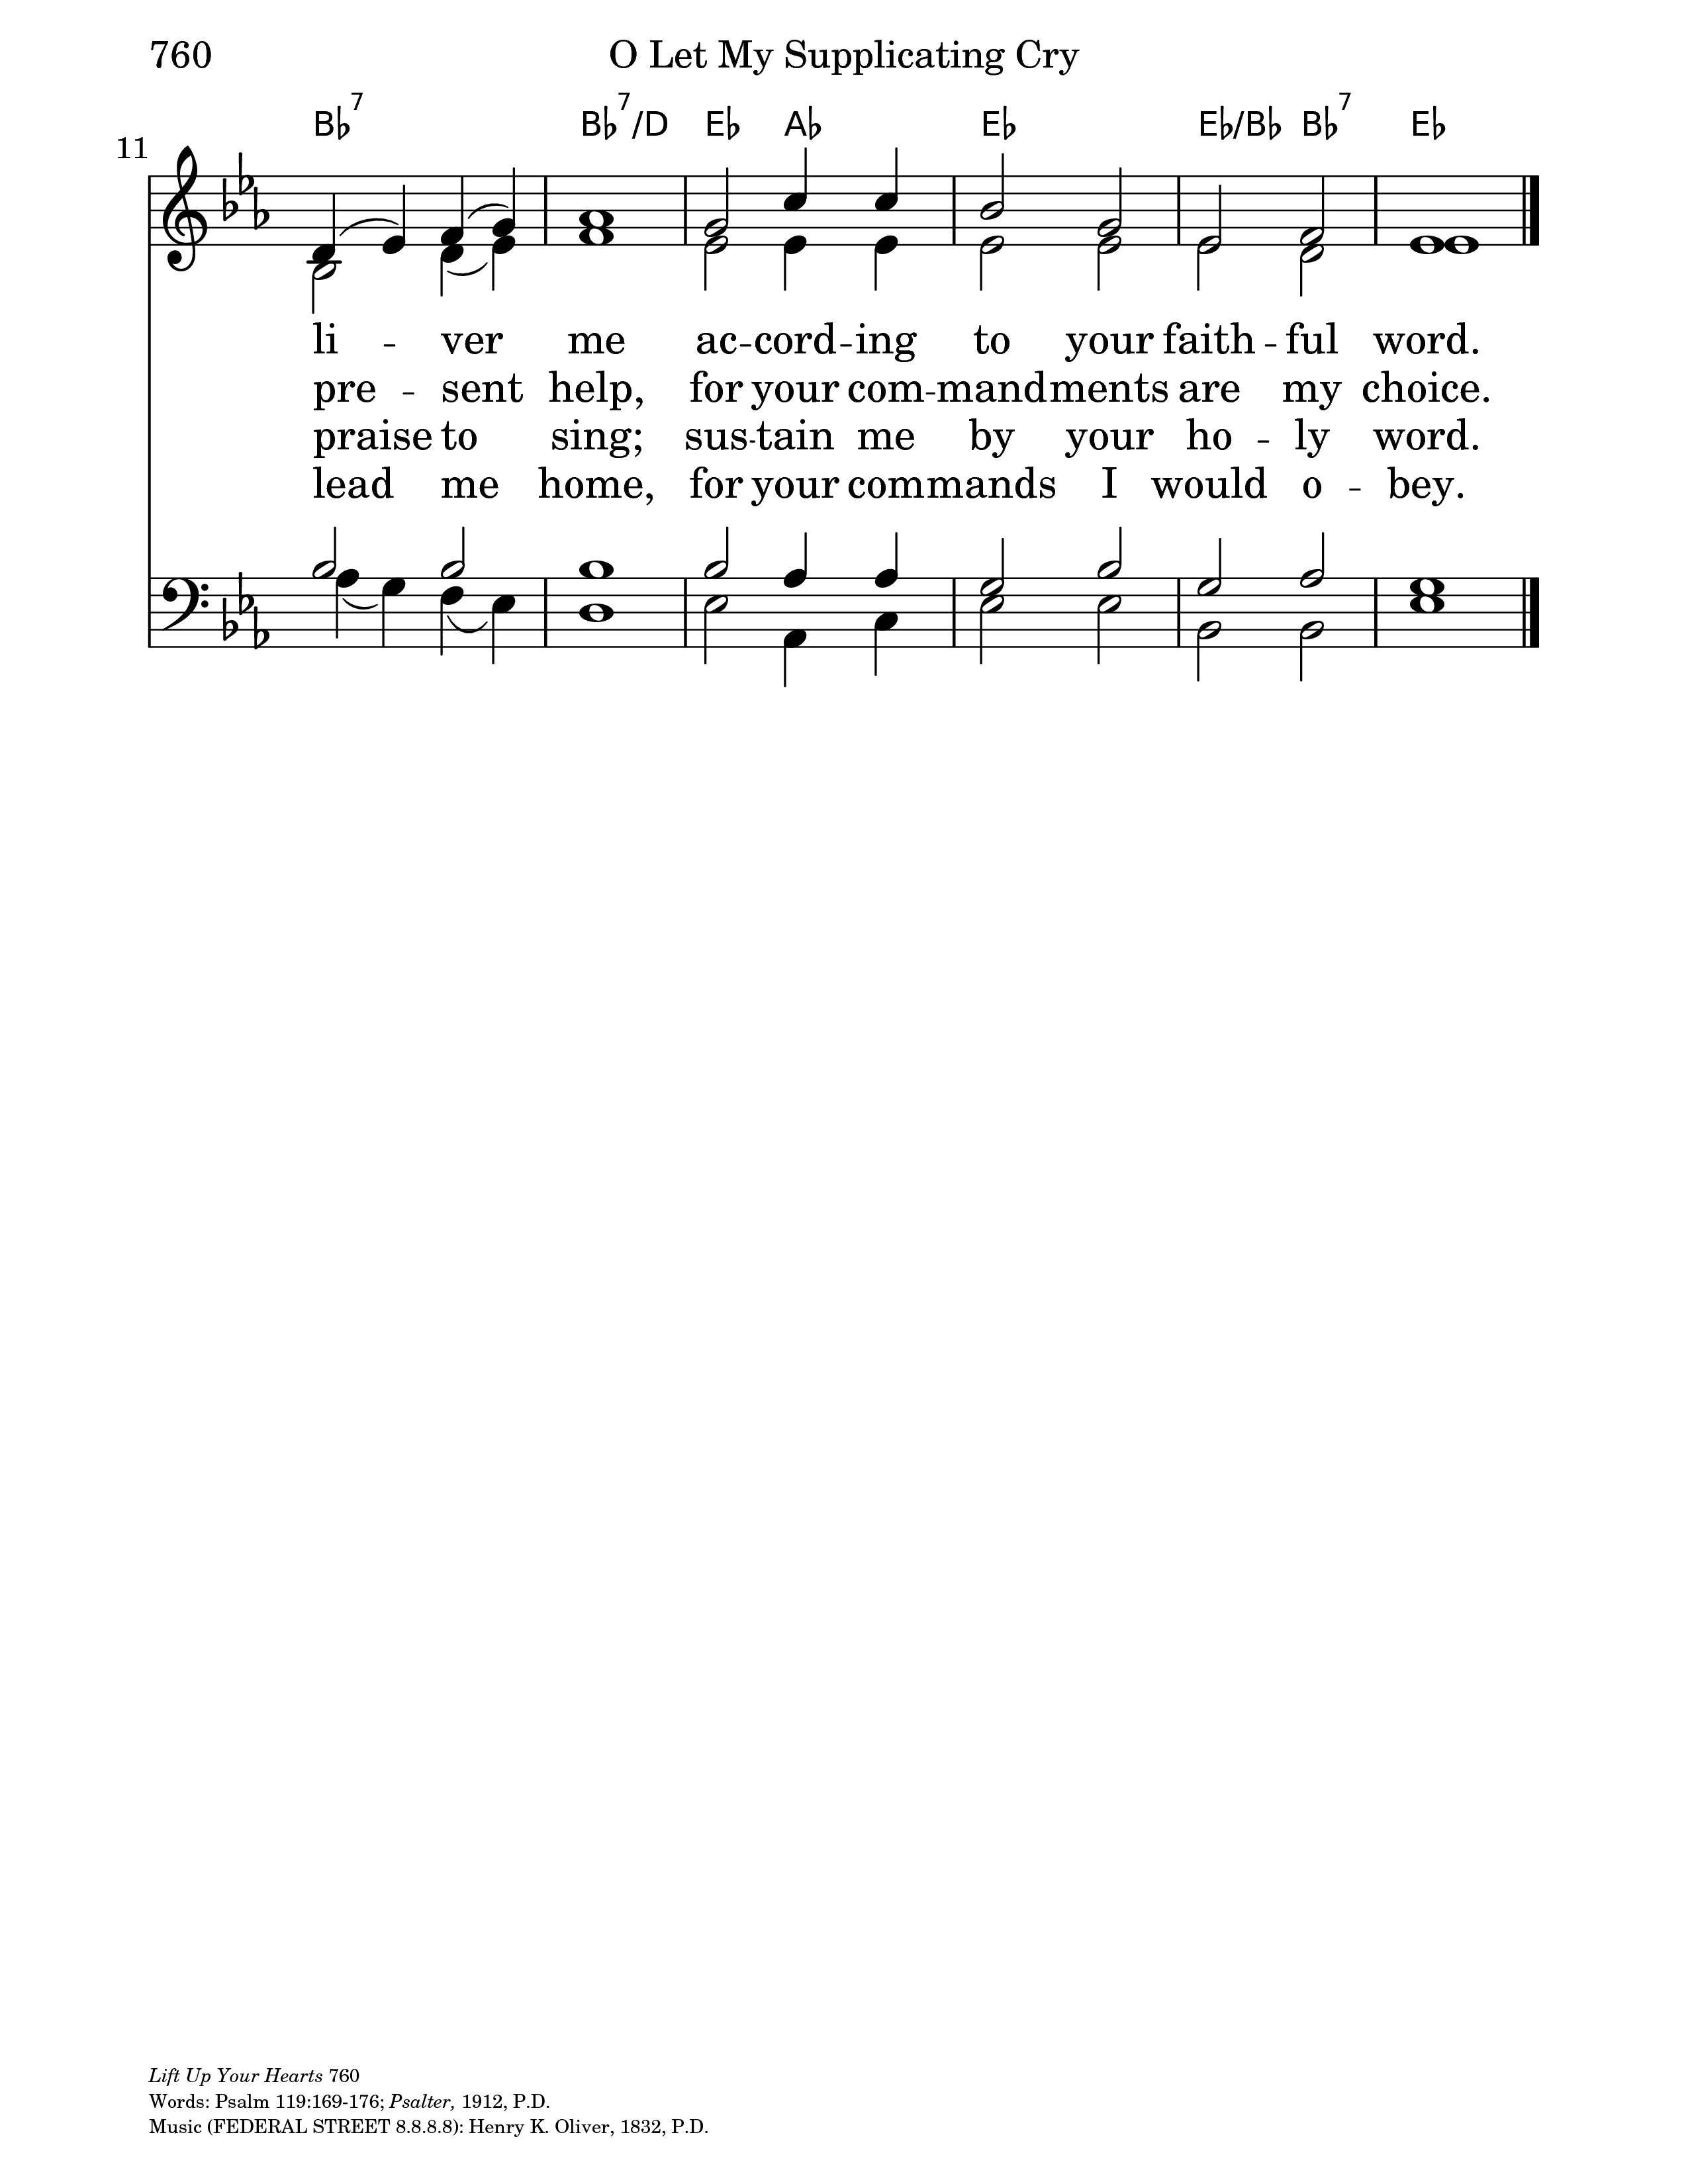 760 O Let My Supplicating Cry
B♭7 B♭7/D E♭ A♭ E♭ E♭/B♭ B♭7 E♭
11
li - ver me ac - cord - ing to your faith - ful word.
pre - sent help, for your com - mandments are my choice.
praise to sing; sus - tain me by your ho - ly word.
lead me home, for your commands I would o - bey.
Lift Up Your Hearts 760
Words: Psalm 119:169-176; Psalter, 1912, P.D.
Music (FEDERAL STREET 8.8.8.8): Henry K. Oliver, 1832, P.D.